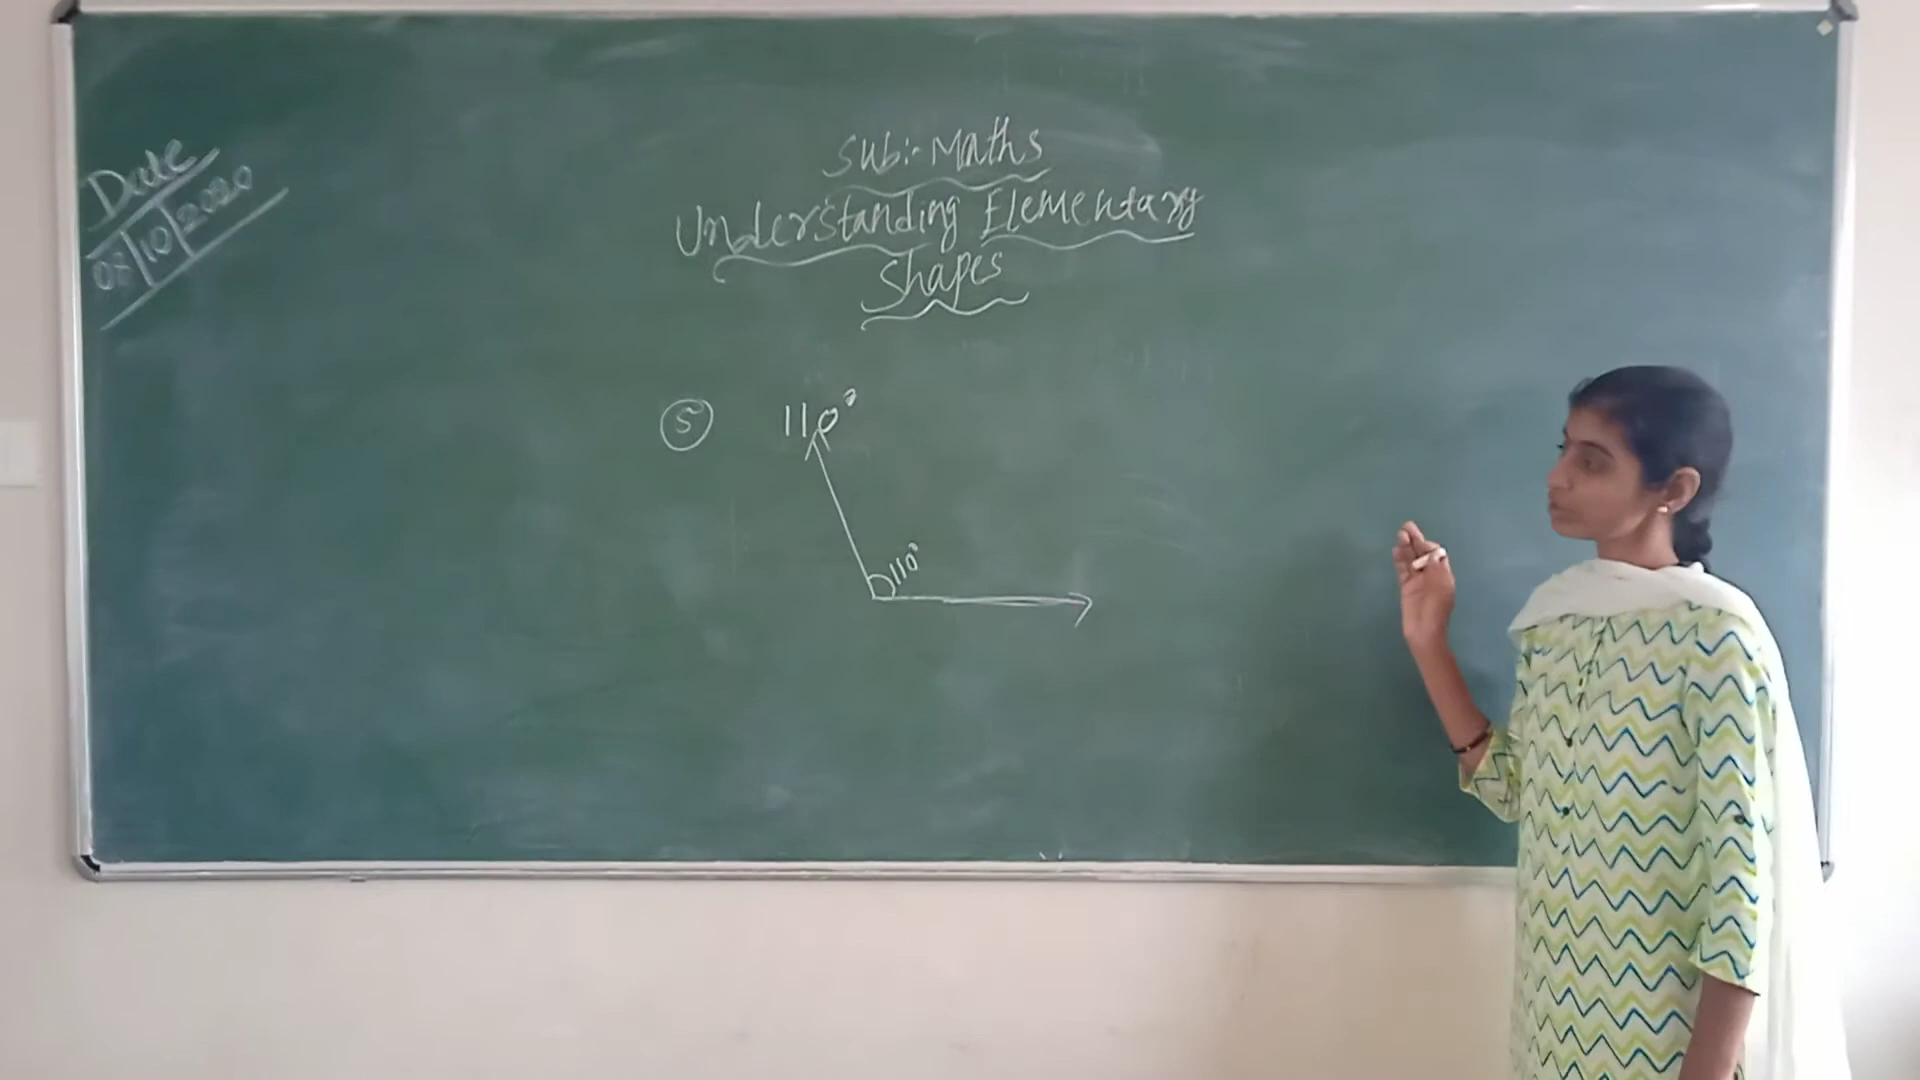 Date
08/10/2020
Sub:- Maths
Understanding Elementary
Shapes
5
110°
110°